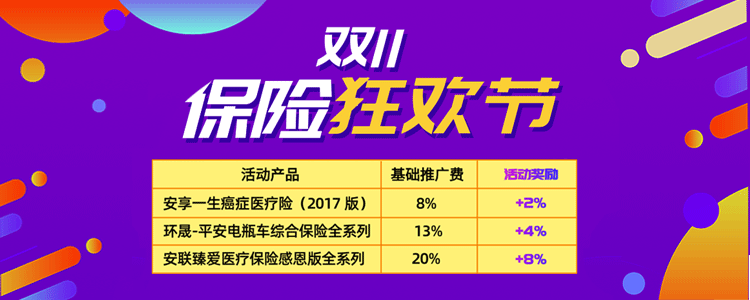 双11
保险狂欢节
活动产品 基础推广费 活动奖励
安享一生癌症医疗险（2017 版） 8% +2%
环晟-平安电瓶车综合保险全系列 13% +4%
安联臻爱医疗保险感恩版全系列 20% +8%